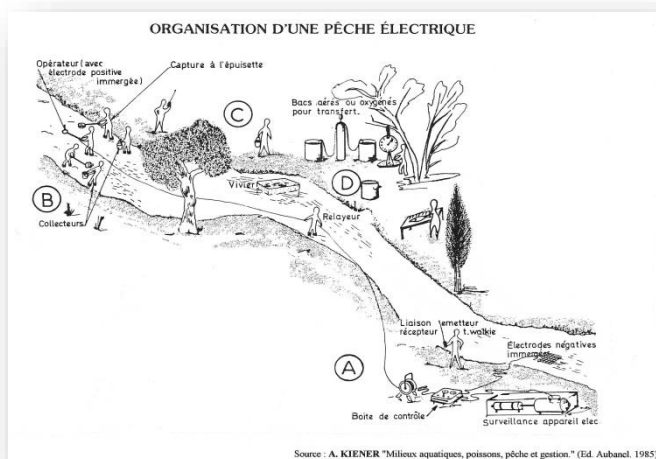 ORGANISATION D'UNE PÊCHE ÉLECTRIQUE
Opérateur (avec
électrode positive
immergée)
Capture à l'épuisette
C
Bacs aérés ou oxygénés
pour transfert.
Vivier
D
B
Collecteurs
Relayeur
Liaison émetteur
récepteur t.walkie
Électrodes négatives
immergées
A
Boite de contrôle
Surveillance appareil elec
Source : A. KIENER "Milieux aquatiques, poissons, pêche et gestion." (Ed. Aubanel. 1985)